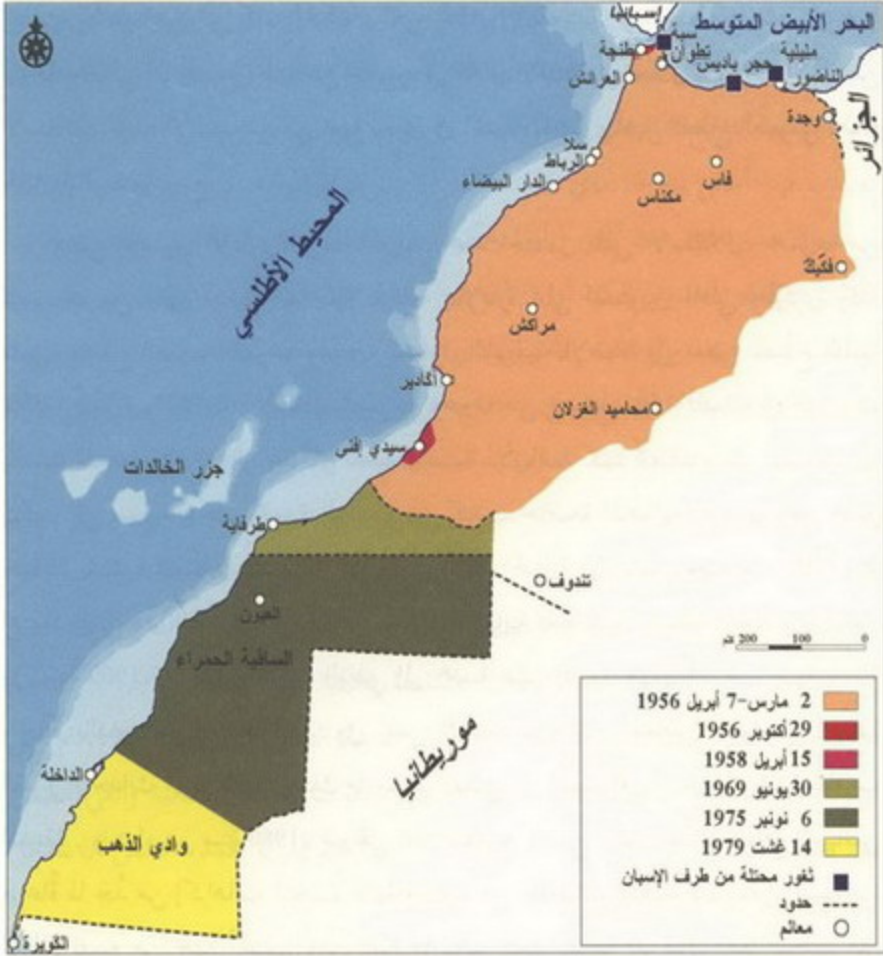 إسبانيا
البحر الأبيض المتوسط
سبتة
طنجة
تطوان
مليلية
حجر باديس
الناضور
العرائش
الجزائر
وجدة
سلا
الرباط
فاس
الدار البيضاء
مكناس
المحيط الأطلسي
فكيك
مراكش
أكادير
محاميد الغزلان
سيدي إفني
جزر الخالدات
طرفاية
تندوف
العيون
الساقية الحمراء
موريطانيا
الداخلة
وادي الذهب
الكويرة
200 100 0 كلم
2 مارس-7 أبريل 1956
29 أكتوبر 1956
15 أبريل 1958
30 يونيو 1969
6 نونبر 1975
14 غشت 1979
ثغور محتلة من طرف الإسبان
حدود
معالم